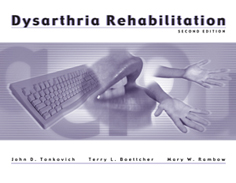 Dysarthria Rehabilitation
SECOND EDITION
John D. Tonkovich Terry L. Boettcher Mary W. Rambow